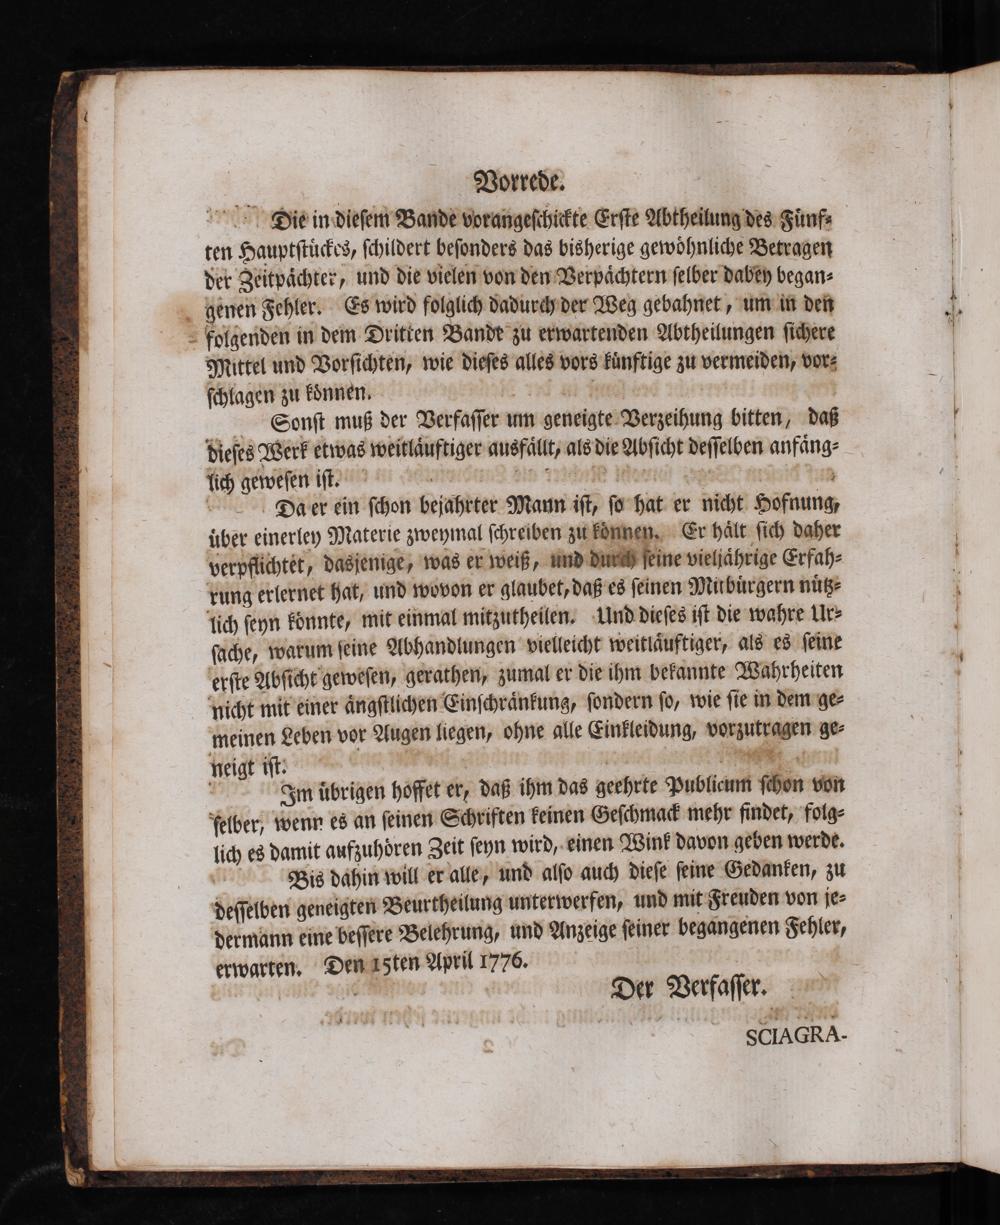 Vorrede.
Die in dieſem Bande vorangeſchickte Erſte Abtheilung des Fünf-
ten Hauptſtückes, ſchildert beſonders das bisherige gewöhnliche Betragen
der Zeitpächter, und die vielen von den Verpächtern ſelber dabey began-
genen Fehler. Es wird folglich dadurch der Weg gebahnet, um in den
folgenden in dem Dritten Bande zu erwartenden Abtheilungen ſichere
Mittel und Vorſichten, wie dieſes alles vors künftige zu vermeiden, vor-
ſchlagen zu können.
Sonſt muß der Verfaſſer um geneigte Verzeihung bitten, daß
dieſes Werk etwas weitläuftiger ausfällt, als die Abſicht deſſelben anfäng-
lich geweſen iſt.
Da er ein ſchon bejahrter Mann iſt, ſo hat er nicht Hofnung,
über einerley Materie zweymal ſchreiben zu können. Er hält ſich daher
verpflichtet, dasjenige, was er weiß, und durch ſeine vieljährige Erfah-
rung erlernet hat, und wovon er glaubet, daß es ſeinen Mitbürgern nütz-
lich ſeyn könnte, mit einmal mitzutheilen. Und dieſes iſt die wahre Ur-
ſache, warum ſeine Abhandlungen vielleicht weitläuftiger, als es ſeine
erſte Abſicht geweſen, gerathen, zumal er die ihm bekannte Wahrheiten
nicht mit einer ängſtlichen Einſchränkung, ſondern ſo, wie ſie in dem ge-
meinen Leben vor Augen liegen, ohne alle Einkleidung, vorzutragen ge-
neigt iſt.
Im übrigen hoffet er, daß ihm das geehrte Publicum ſchon von
ſelber, wenn es an ſeinen Schriften keinen Geſchmack mehr findet, folg-
lich es damit aufzuhören Zeit ſeyn wird, einen Wink davon geben werde.
Bis dahin will er alle, und alſo auch dieſe ſeine Gedanken, zu
deſſelben geneigten Beurtheilung unterwerfen, und mit Freuden von je-
dermann eine beſſere Belehrung, und Anzeige ſeiner begangenen Fehler,
erwarten. Den 15ten April 1776.
Der Verfaſſer.
SCIAGRA-